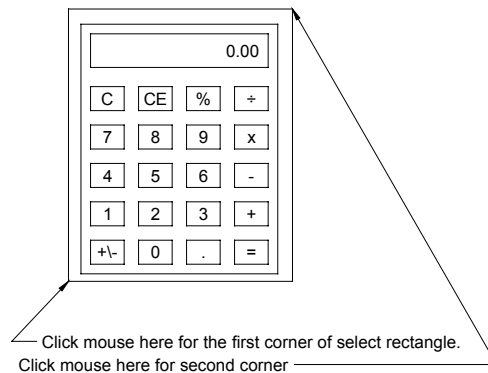 0.00
C CE % ÷
7 8 9 x
4 5 6 -
1 2 3 +
+\- 0 . =
Click mouse here for the first corner of select rectangle.
Click mouse here for second corner